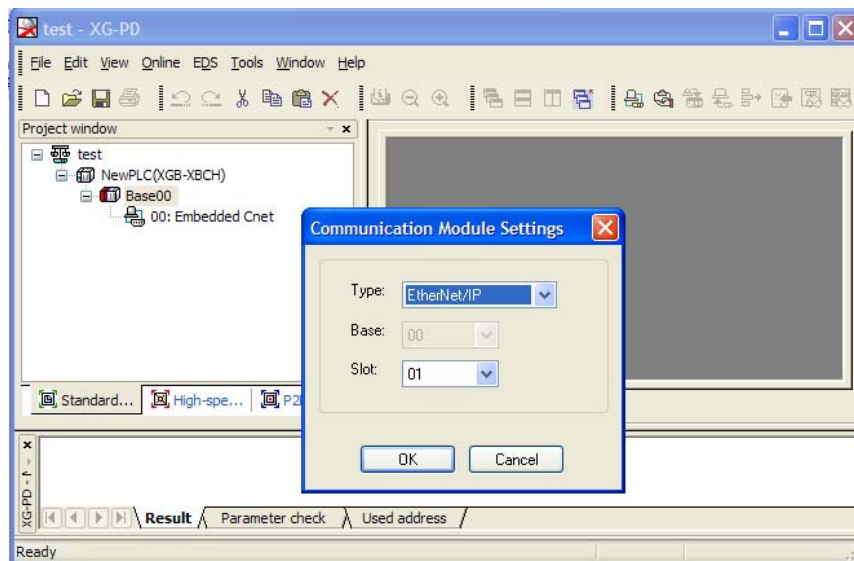 test - XG-PD
File Edit View Online EDS Tools Window Help
Project window
test
NewPLC(XGB-XBCH)
Base00
00: Embedded Cnet
Communication Module Settings
Type: EtherNet/IP
Base: 00
Slot: 01
OK Cancel
Standard... High-spe...
XG-PD -
Result Parameter check Used address
Ready